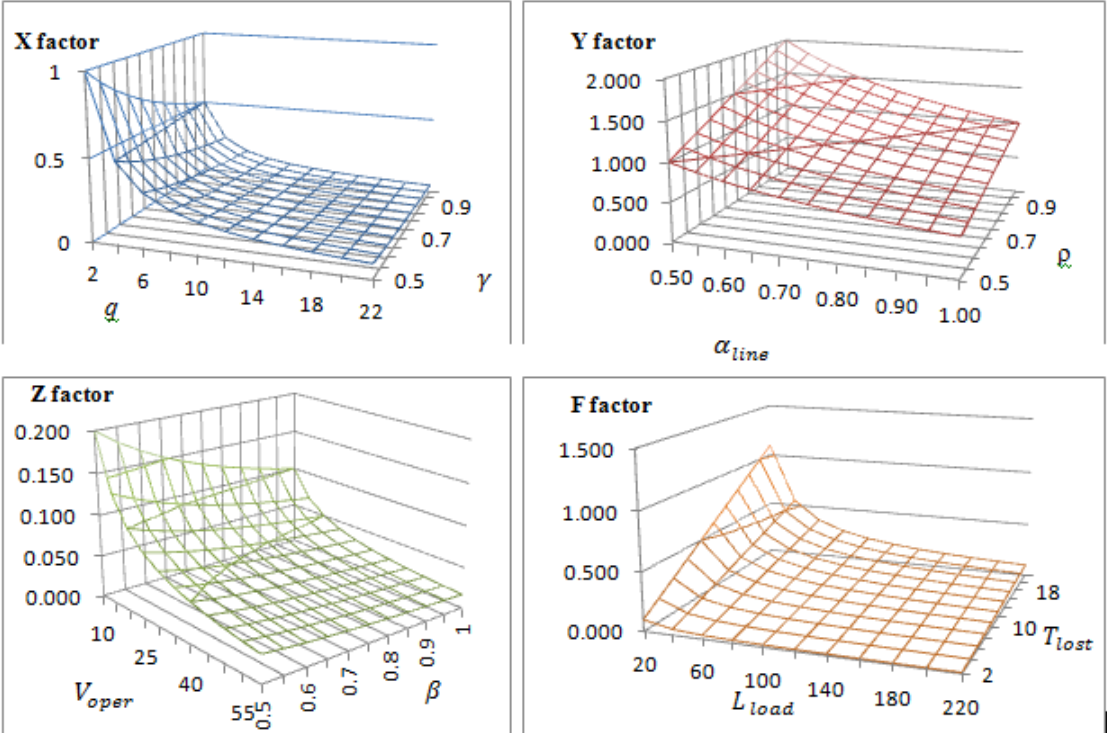 X factor
1
0.5
0
2 6 10 14 18 22
q
0.5 0.7 0.9
γ
Y factor
2.000
1.500
1.000
0.500
0.000
0.50 0.60 0.70 0.80 0.90 1.00
α_line
0.5 0.7 0.9
ρ
Z factor
0.200
0.150
0.100
0.050
0.000
10 25 40 55
V_oper
0.5 0.6 0.7 0.8 0.9 1
β
F factor
1.500
1.000
0.500
0.000
20 60 100 140 180 220
L_load
2 10 18
T_lost